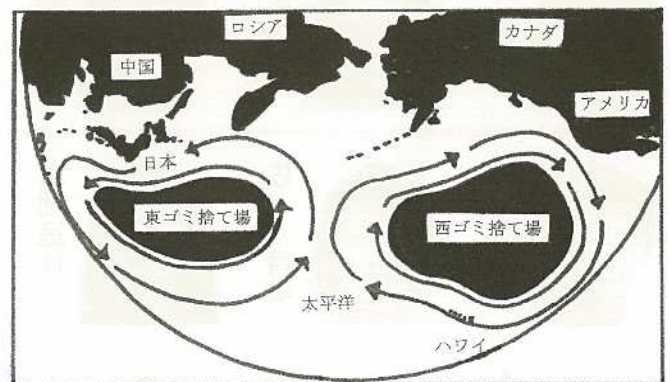 ロシア
カナダ
中国
アメリカ
日本
東ゴミ捨て場
西ゴミ捨て場
太平洋
ハワイ